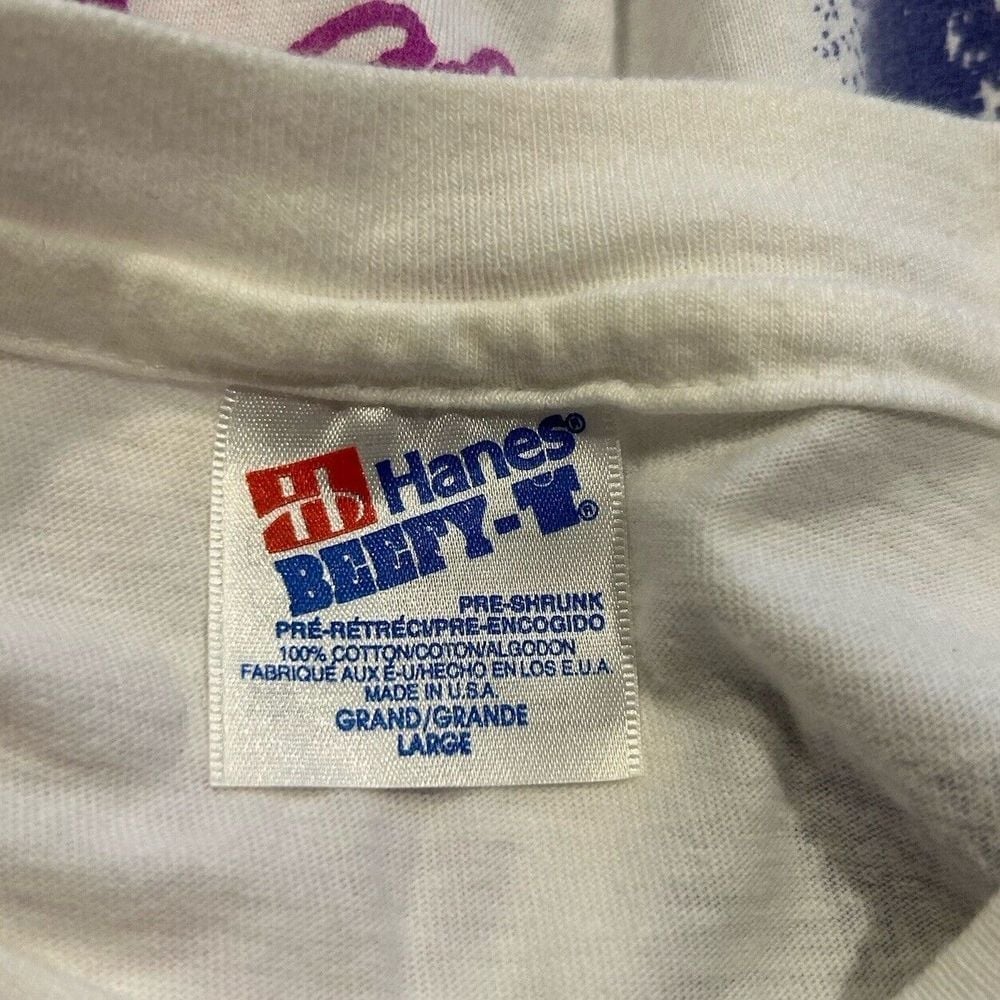 Hanes®
BEEFY-T®
PRE-SHRUNK
PRÉ-RÉTRÉCI/PRE-ENCOGIDO
100% COTTON/COTON/ALGODON
FABRIQUÉ AUX É-U/HECHO EN LOS E.U.A.
MADE IN U.S.A.
GRAND/GRANDE
LARGE